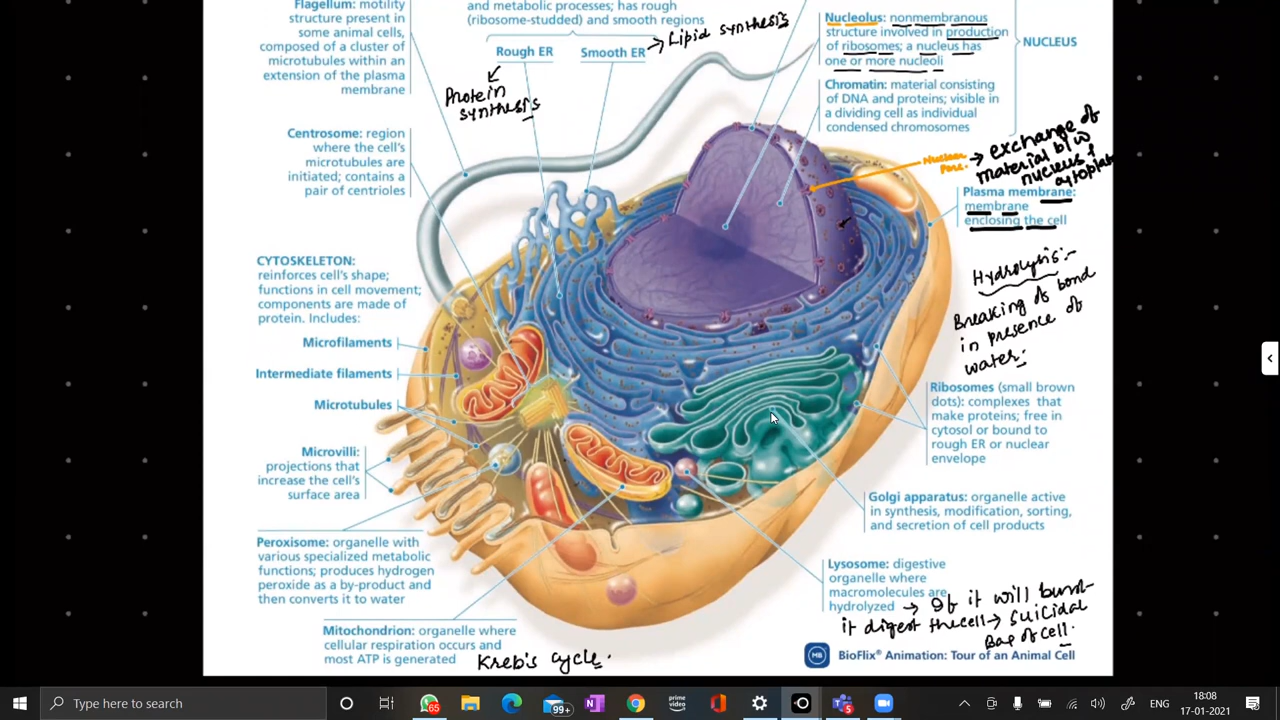 Flagellum: motility
structure present in
some animal cells,
composed of a cluster of
microtubules within an
extension of the plasma
membrane
and metabolic processes; has rough
(ribosome-studded) and smooth regions
Rough ER
Smooth ER
→ Lipid synthesis
Protein
synthesis
Nucleolus: nonmembranous
structure involved in production
of ribosomes; a nucleus has
one or more nucleoli
NUCLEUS
Chromatin: material consisting
of DNA and proteins; visible in
a dividing cell as individual
condensed chromosomes
Centrosome: region
where the cell's
microtubules are
initiated; contains a
pair of centrioles
Nuclear
Pore.
→ exchange of
material b/w
nucleus +
Plasma membrane:
membrane
enclosing the cell
Hydrolysis:-
Breaking of bond
in presence of
water:
CYTOSKELETON:
reinforces cell's shape;
functions in cell movement;
components are made of
protein. Includes:
Microfilaments
Intermediate filaments
Microtubules
Microvilli:
projections that
increase the cell's
surface area
Ribosomes (small brown
dots): complexes that
make proteins; free in
cytosol or bound to
rough ER or nuclear
envelope
Golgi apparatus: organelle active
in synthesis, modification, sorting,
and secretion of cell products
Peroxisome: organelle with
various specialized metabolic
functions; produces hydrogen
peroxide as a by-product and
then converts it to water
Lysosome: digestive
organelle where
macromolecules are
hydrolyzed
→ If it will burst
it digest the cell → Suicidal
Bag of Cell.
Mitochondrion: organelle where
cellular respiration occurs and
most ATP is generated
Kreb's cycle.
MB
BioFlix® Animation: Tour of an Animal Cell
Type here to search
65
99+
prime
video
5
ENG
18:08
17-01-2021